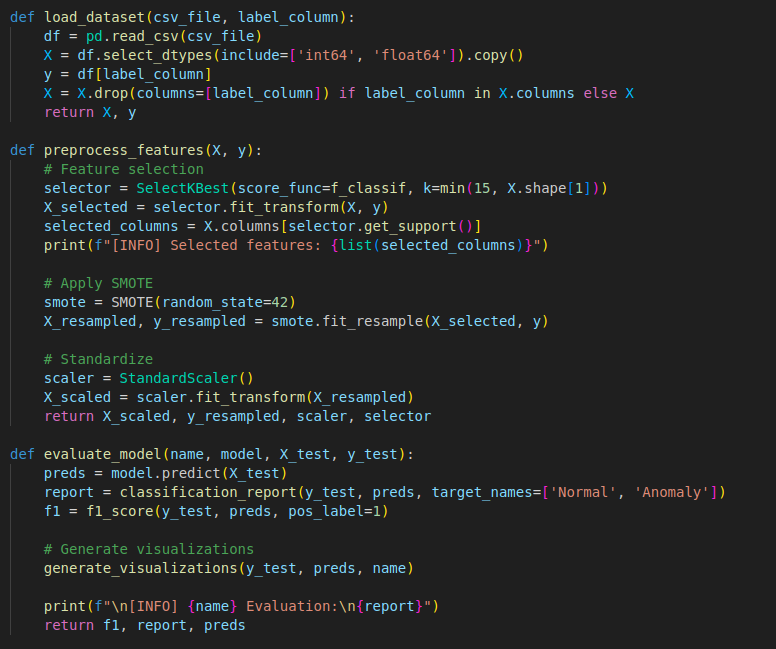 def load_dataset(csv_file, label_column):
    df = pd.read_csv(csv_file)
    X = df.select_dtypes(include=['int64', 'float64']).copy()
    y = df[label_column]
    X = X.drop(columns=[label_column]) if label_column in X.columns else X
    return X, y

def preprocess_features(X, y):
    # Feature selection
    selector = SelectKBest(score_func=f_classif, k=min(15, X.shape[1]))
    X_selected = selector.fit_transform(X, y)
    selected_columns = X.columns[selector.get_support()]
    print(f"[INFO] Selected features: {list(selected_columns)}")

    # Apply SMOTE
    smote = SMOTE(random_state=42)
    X_resampled, y_resampled = smote.fit_resample(X_selected, y)

    # Standardize
    scaler = StandardScaler()
    X_scaled = scaler.fit_transform(X_resampled)
    return X_scaled, y_resampled, scaler, selector

def evaluate_model(name, model, X_test, y_test):
    preds = model.predict(X_test)
    report = classification_report(y_test, preds, target_names=['Normal', 'Anomaly'])
    f1 = f1_score(y_test, preds, pos_label=1)

    # Generate visualizations
    generate_visualizations(y_test, preds, name)

    print(f"\n[INFO] {name} Evaluation:\n{report}")
    return f1, report, preds